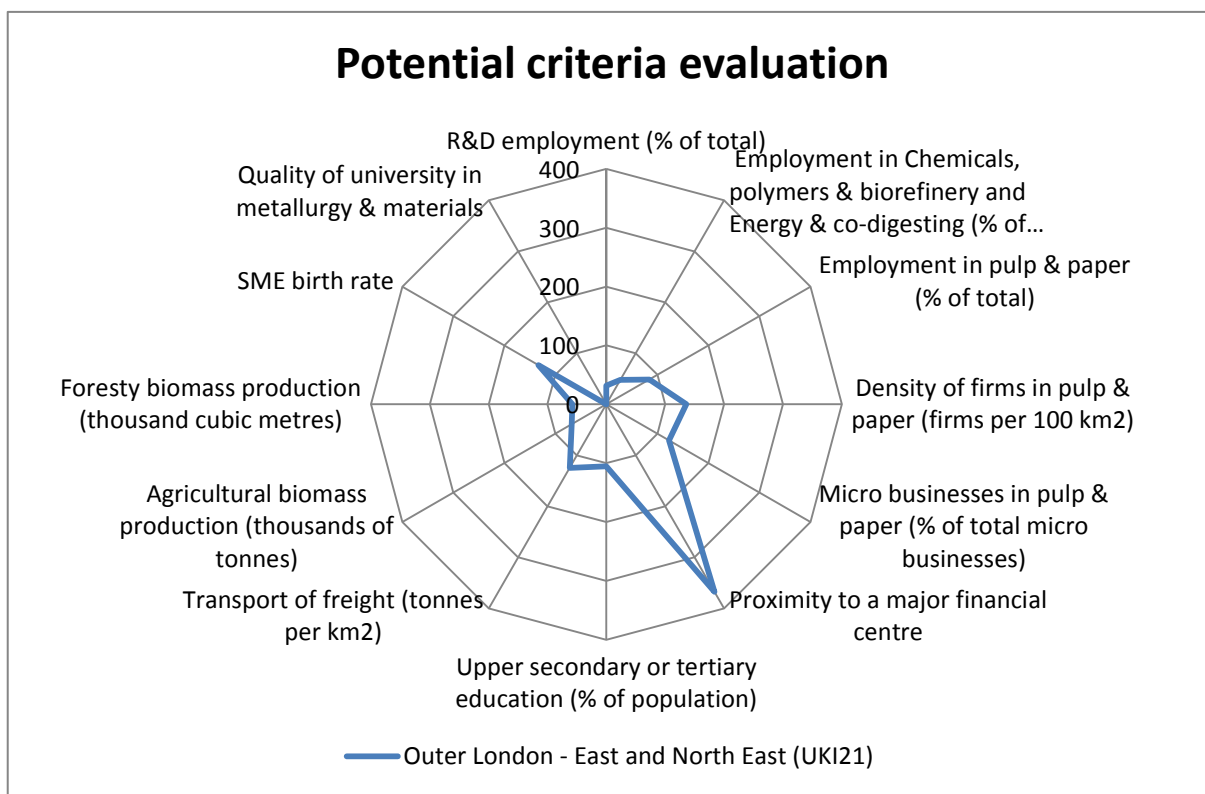 Potential criteria evaluation
R&D employment (% of total)
Employment in Chemicals,
polymers & biorefinery and
Energy & co-digesting (% of…
Employment in pulp & paper
(% of total)
Density of firms in pulp &
paper (firms per 100 km2)
Micro businesses in pulp &
paper (% of total micro
businesses)
Proximity to a major financial
centre
Upper secondary or tertiary
education (% of population)
Transport of freight (tonnes
per km2)
Agricultural biomass
production (thousands of
tonnes)
Foresty biomass production
(thousand cubic metres)
SME birth rate
Quality of university in
metallurgy & materials
400
300
200
100
0
Outer London - East and North East (UKI21)